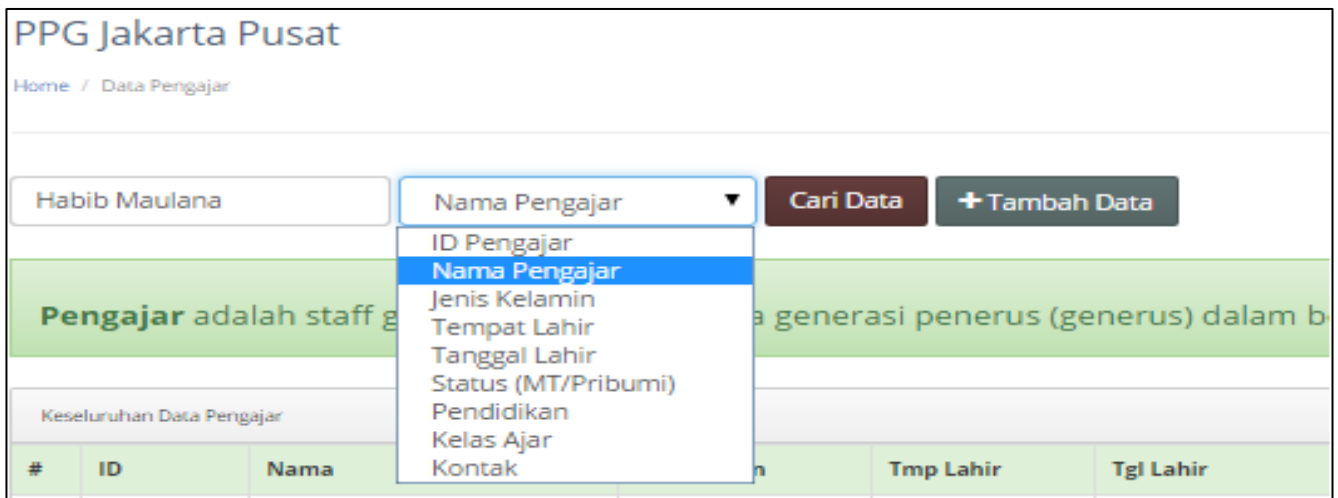 PPG Jakarta Pusat
Home / Data Pengajar
Habib Maulana Nama Pengajar Cari Data +Tambah Data
ID Pengajar
Nama Pengajar
Jenis Kelamin
Tempat Lahir
Tanggal Lahir
Status (MT/Pribumi)
Pendidikan
Kelas Ajar
Kontak
Pengajar adalah staff generasi penerus (generus) dalam
Keseluruhan Data Pengajar
# ID Nama Tmp Lahir Tgl Lahir